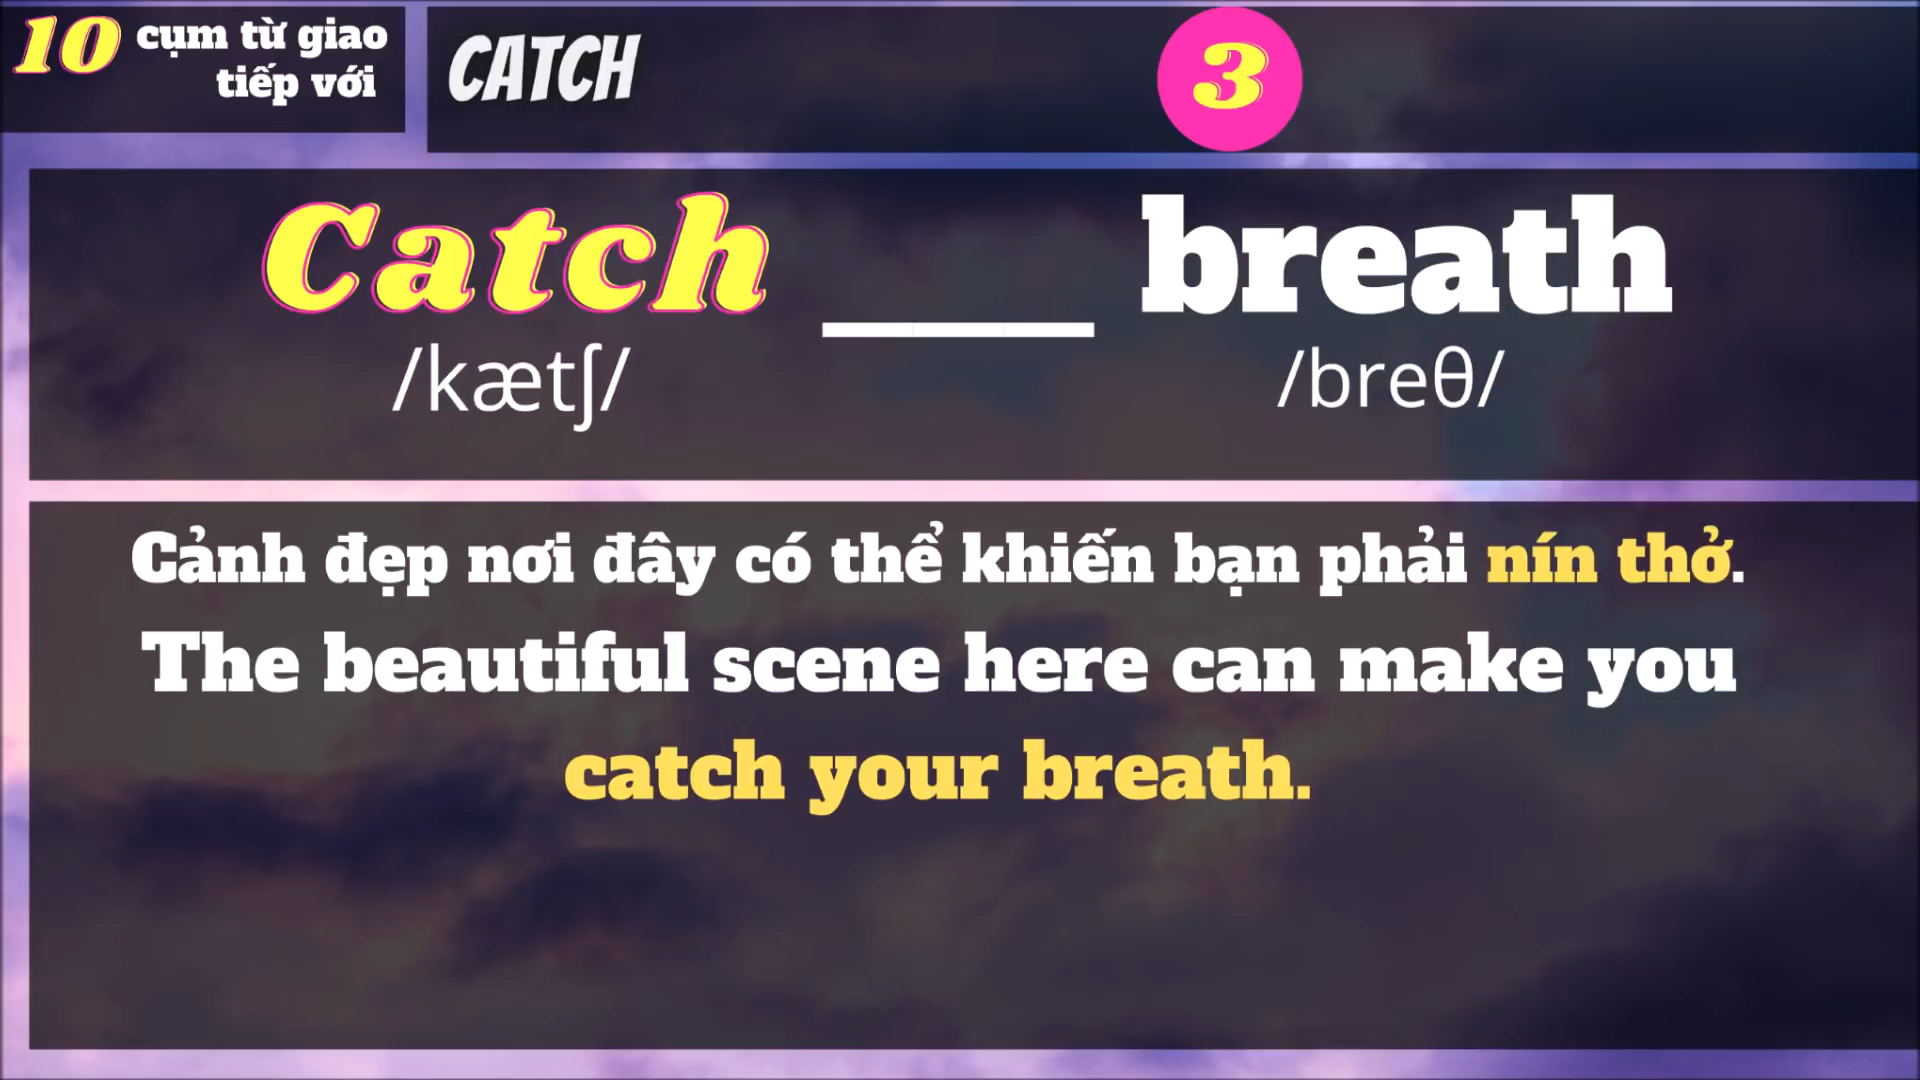 10 cụm từ giao
tiếp với
CATCH
3
Catch ___ breath
/kætʃ/ /breθ/
Cảnh đẹp nơi đây có thể khiến bạn phải nín thở.
The beautiful scene here can make you
catch your breath.